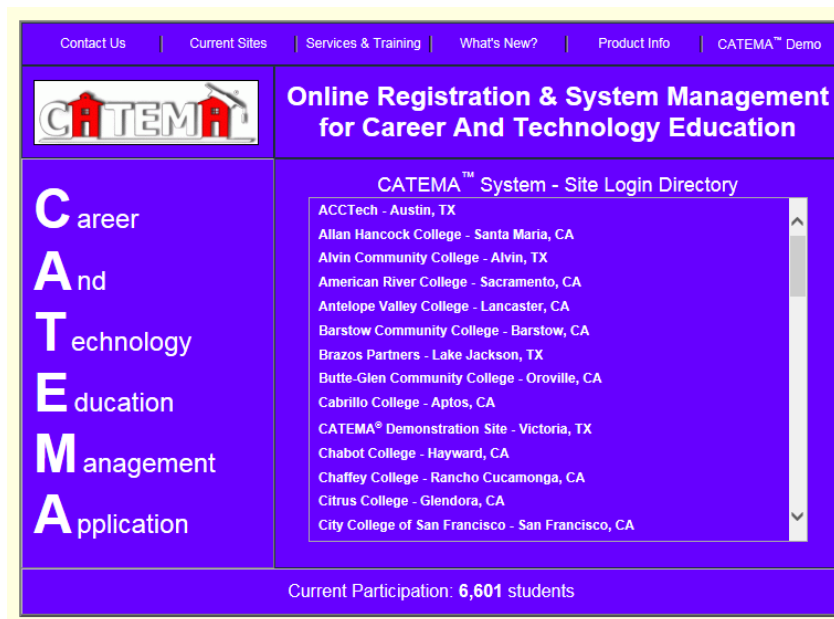 Contact Us | Current Sites | Services & Training | What's New? | Product Info | CATEMA™ Demo
CATEMA
Online Registration & System Management
for Career And Technology Education
Career
And
Technology
Education
Management
Application
CATEMA™ System - Site Login Directory
ACCTech - Austin, TX
Allan Hancock College - Santa Maria, CA
Alvin Community College - Alvin, TX
American River College - Sacramento, CA
Antelope Valley College - Lancaster, CA
Barstow Community College - Barstow, CA
Brazos Partners - Lake Jackson, TX
Butte-Glen Community College - Oroville, CA
Cabrillo College - Aptos, CA
CATEMA® Demonstration Site - Victoria, TX
Chabot College - Hayward, CA
Chaffey College - Rancho Cucamonga, CA
Citrus College - Glendora, CA
City College of San Francisco - San Francisco, CA
Current Participation: 6,601 students